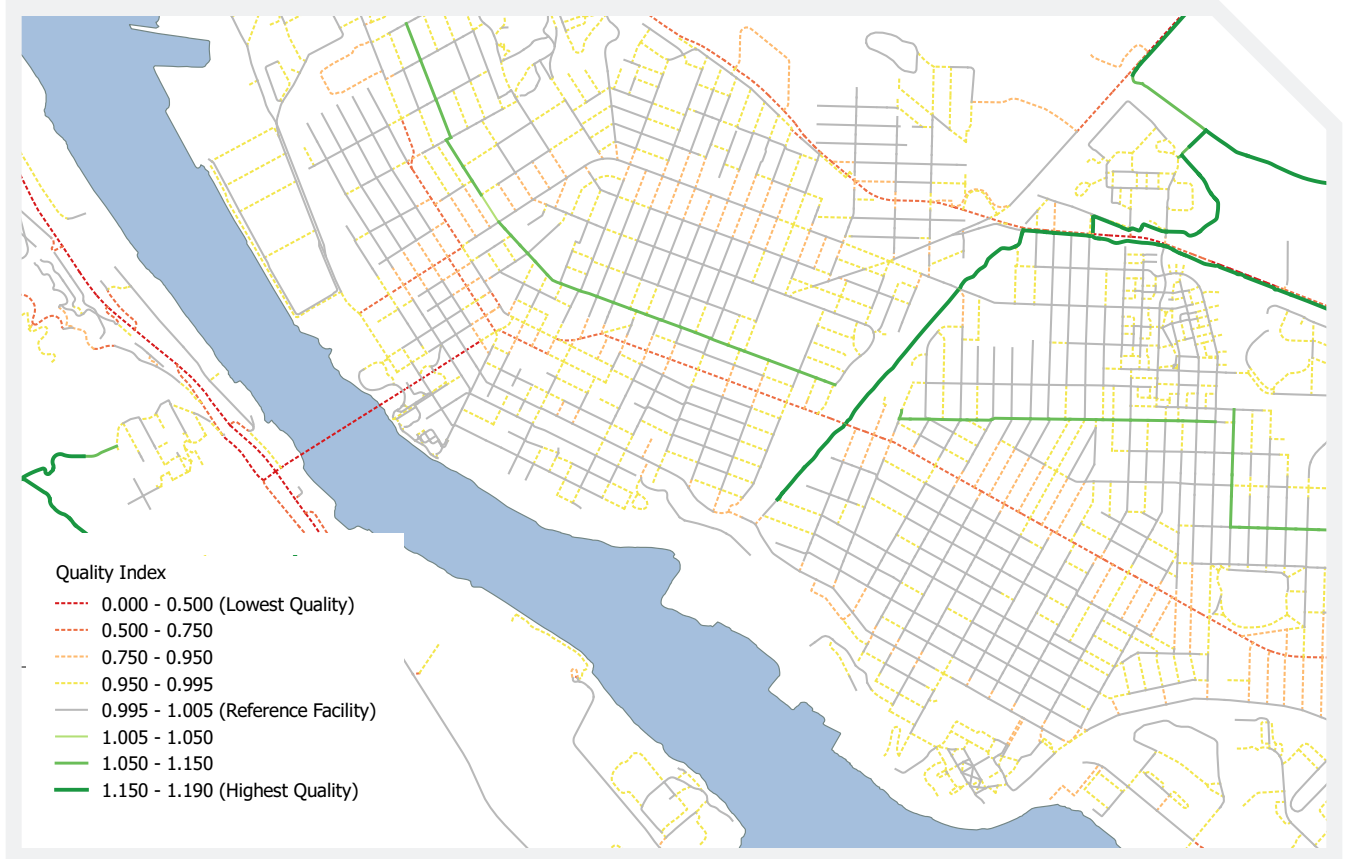 Quality Index
0.000 - 0.500 (Lowest Quality)
0.500 - 0.750
0.750 - 0.950
0.950 - 0.995
0.995 - 1.005 (Reference Facility)
1.005 - 1.050
1.050 - 1.150
1.150 - 1.190 (Highest Quality)